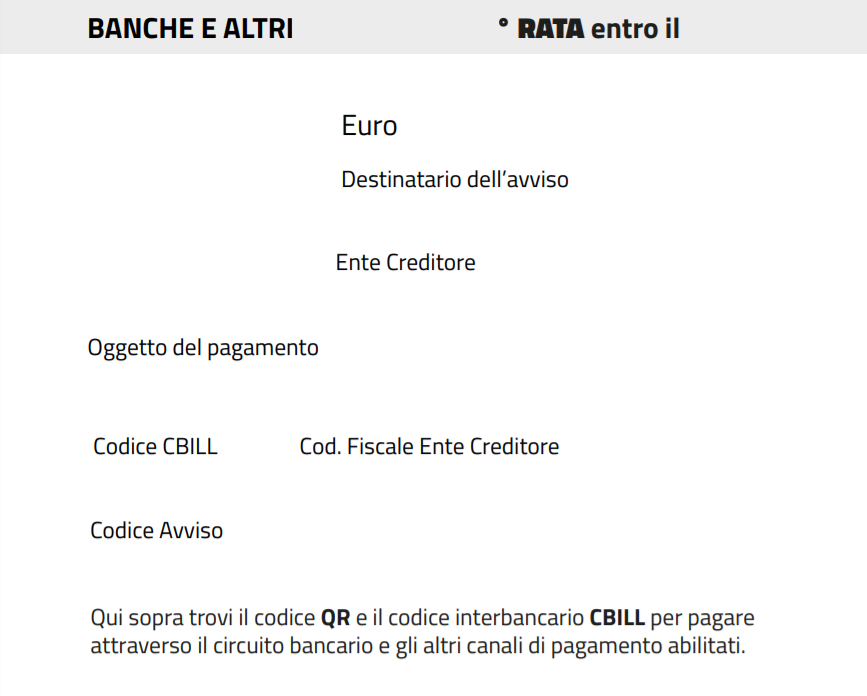 BANCHE E ALTRI ° RATA entro il
Euro
Destinatario dell’avviso
Ente Creditore
Oggetto del pagamento
Codice CBILL Cod. Fiscale Ente Creditore
Codice Avviso
Qui sopra trovi il codice QR e il codice interbancario CBILL per pagare
attraverso il circuito bancario e gli altri canali di pagamento abilitati.